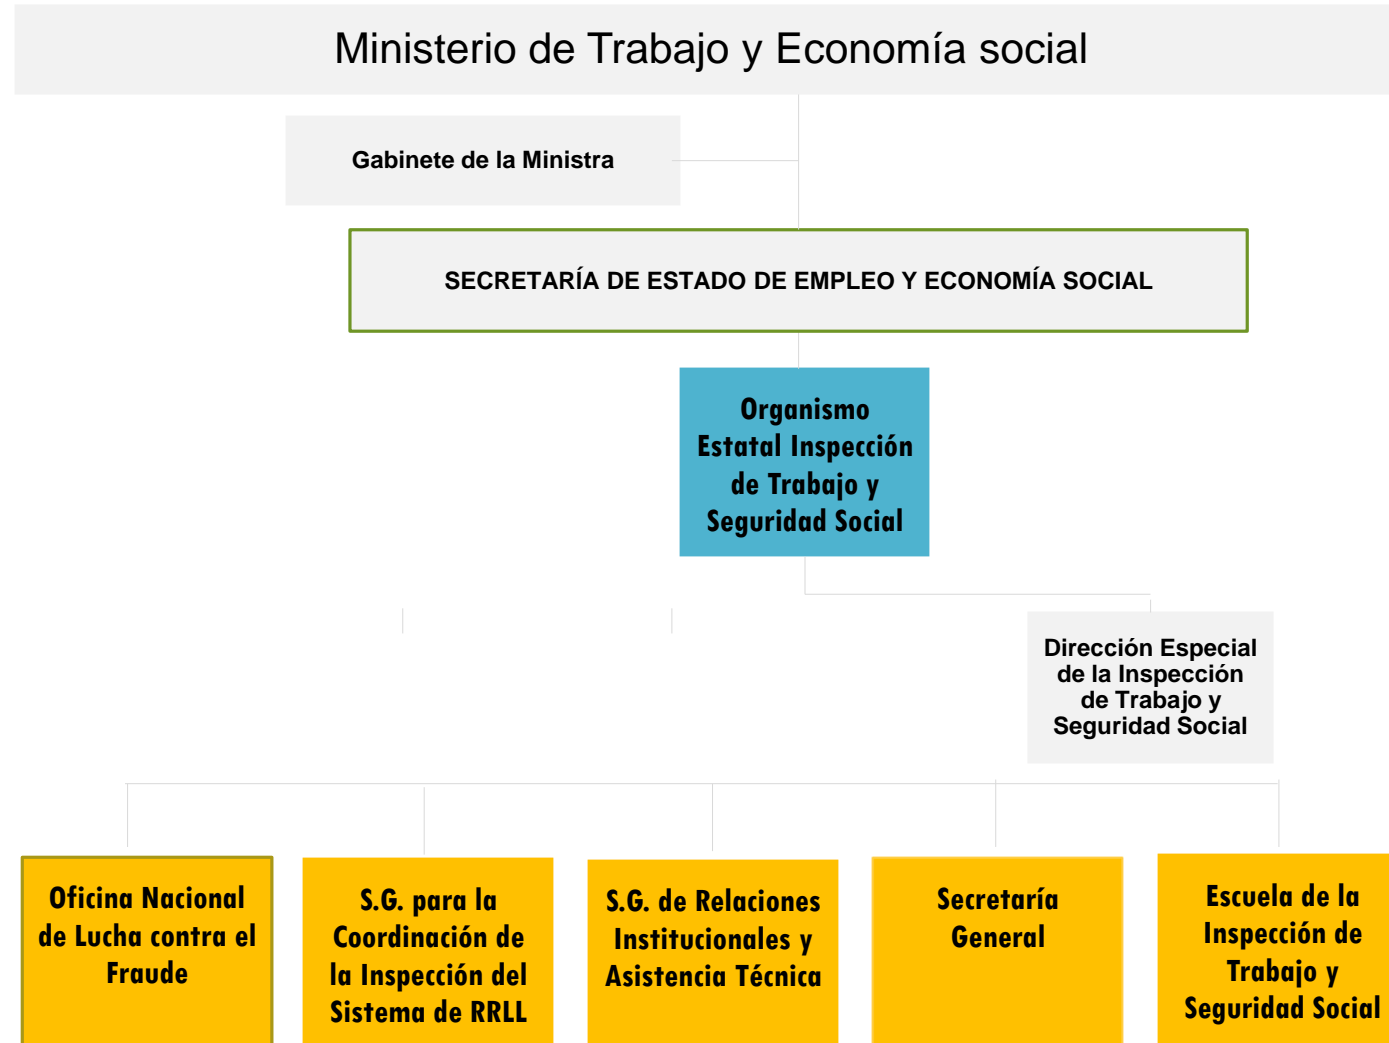 Ministerio de Trabajo y Economía social
Gabinete de la Ministra
SECRETARÍA DE ESTADO DE EMPLEO Y ECONOMÍA SOCIAL
Organismo
Estatal Inspección
de Trabajo y
Seguridad Social
Dirección Especial
de la Inspección
de Trabajo y
Seguridad Social
Oficina Nacional
de Lucha contra el
Fraude
S.G. para la
Coordinación de
la Inspección del
Sistema de RRLL
S.G. de Relaciones
Institucionales y
Asistencia Técnica
Secretaría
General
Escuela de la
Inspección de
Trabajo y
Seguridad Social